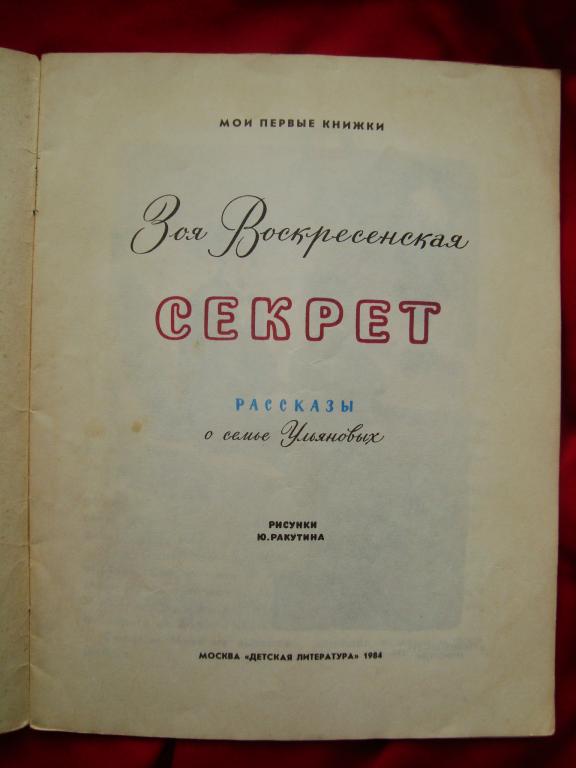 МОИ ПЕРВЫЕ КНИЖКИ
Зоя Воскресенская
СЕКРЕТ
РАССКАЗЫ
о семье Ульяновых
РИСУНКИ
Ю.РАКУТИНА
МОСКВА «ДЕТСКАЯ ЛИТЕРАТУРА» 1984